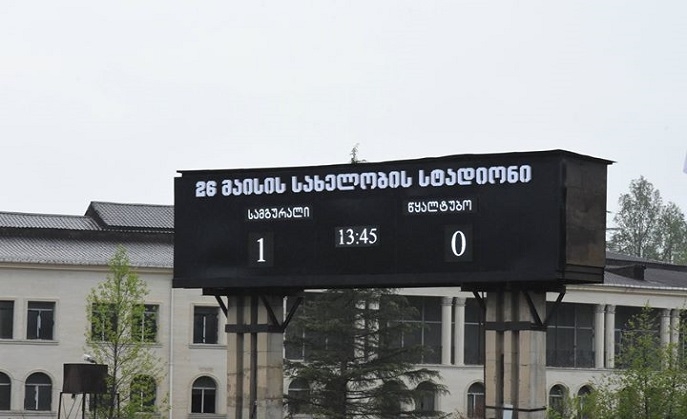 26 მაისის სახელობის სტადიონი
სამგურალი წყალტუბო
1 13:45 0